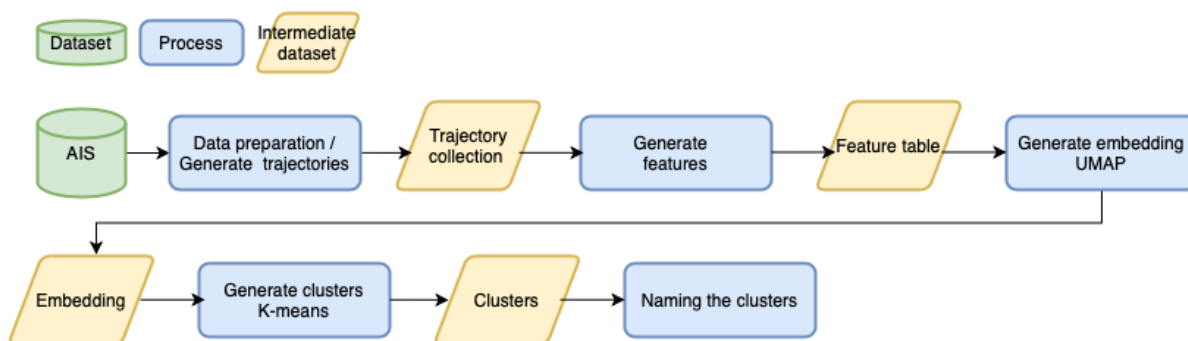 Dataset
Process
Intermediate
dataset
AIS
Data preparation /
Generate trajectories
Trajectory
collection
Generate
features
Feature table
Generate embedding
UMAP
Embedding
Generate clusters
K-means
Clusters
Naming the clusters